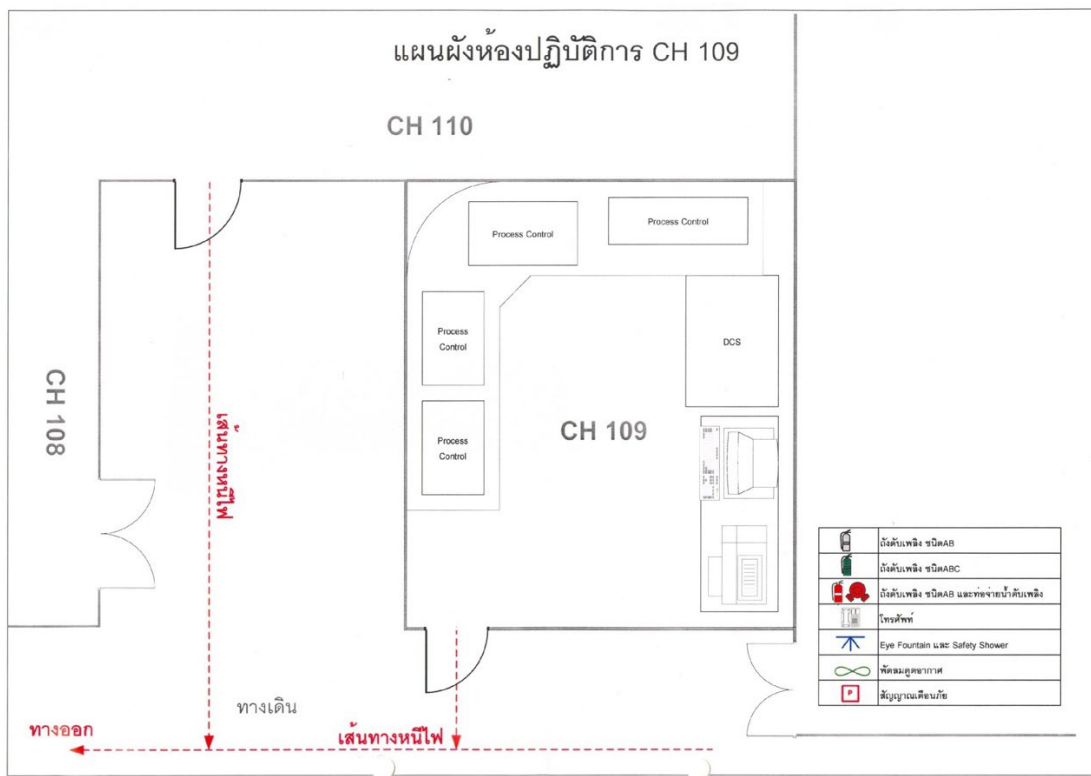 แผนผังห้องปฏิบัติการ CH 109
CH 110
Process Control
Process Control
Process
Control
DCS
CH 108
เส้นทางหนีไฟ
Process
Control
CH 109
ถังดับเพลิง ชนิดAB
ถังดับเพลิง ชนิดABC
ถังดับเพลิง ชนิดAB และท่อจ่ายน้ำดับเพลิง
โทรศัพท์
Eye Fountain และ Safety Shower
พัดลมดูดอากาศ
P
สัญญาณเตือนภัย
ทางเดิน
ทางออก
เส้นทางหนีไฟ